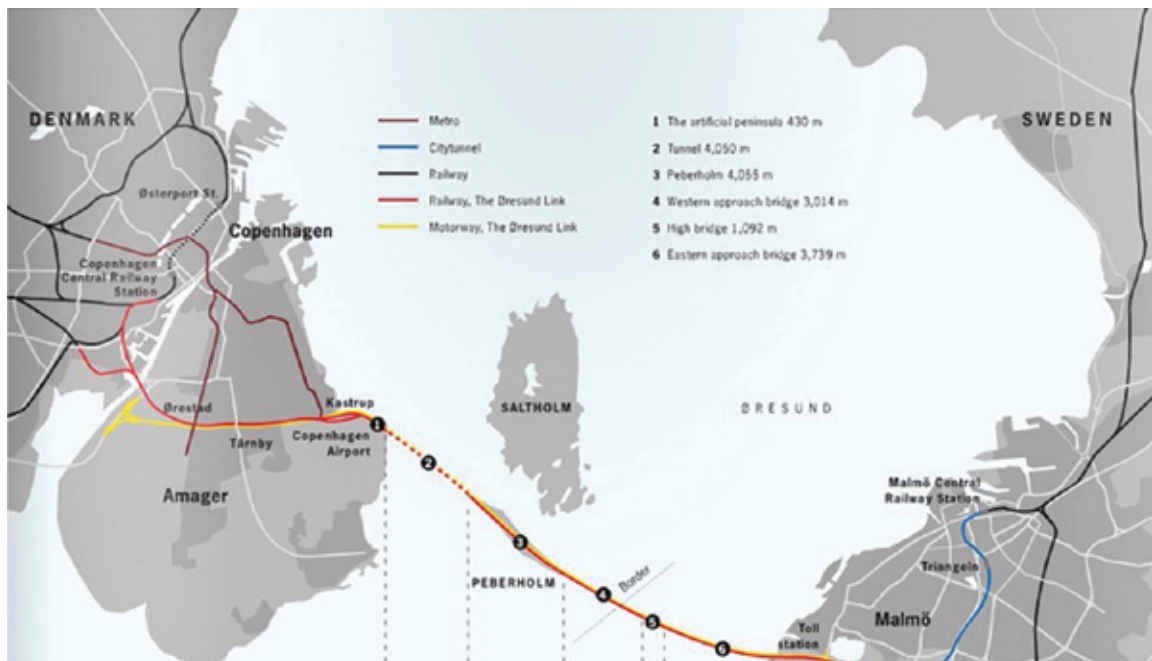 DENMARK
Østerport St.
Copenhagen
Copenhagen
Central Railway
Station
Metro
Citytunnel
Railway
Railway, The Øresund Link
Motorway, The Øresund Link
1 The artificial peninsula 430 m
2 Tunnel 4,050 m
3 Peberholm 4,055 m
4 Western approach bridge 3,014 m
5 High bridge 1,092 m
6 Eastern approach bridge 3,739 m
SWEDEN
Ørestad
Kastrup
Tårnby
Copenhagen
Airport
Amager
SALTHOLM
ØRESUND
1
2
3
PEBERHOLM
4
Border
5
6
Malmö Central
Railway Station
Triangeln
Malmö
Toll
station